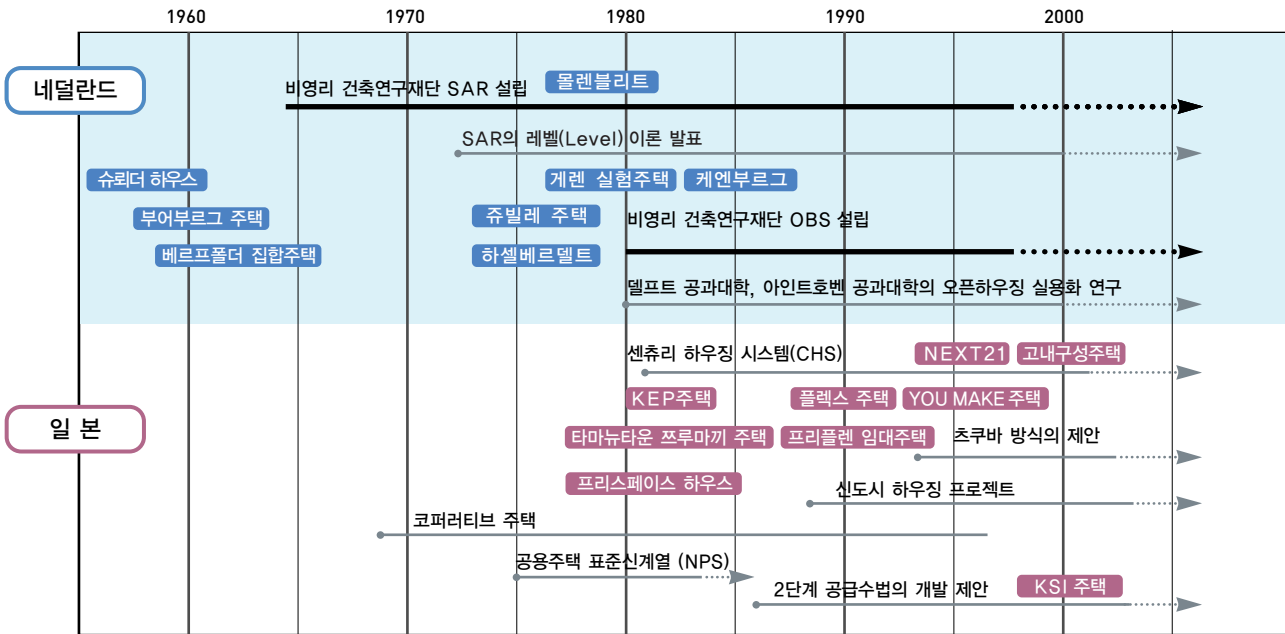 1960 1970 1980 1990 2000
네덜란드
비영리 건축연구재단 SAR 설립
몰렌블리트
SAR의 레벨(Level) 이론 발표
슈뢰더 하우스
게렌 실험주택
케엔부르그
부어부르그 주택
쥬빌레 주택
비영리 건축연구재단 OBS 설립
베르프폴더 집합주택
하셀베르델트
델프트 공과대학, 아인트호벤 공과대학의 오픈하우징 실용화 연구
일 본
센츄리 하우징 시스템(CHS)
NEXT21
고내구성주택
KEP주택
플렉스 주택
YOU MAKE 주택
타마뉴타운 쯔루마끼 주택
프리플렌 임대주택
츠쿠바 방식의 제안
프리스페이스 하우스
신도시 하우징 프로젝트
코퍼러티브 주택
공용주택 표준신계열 (NPS)
2단계 공급수법의 개발 제안
KSI 주택